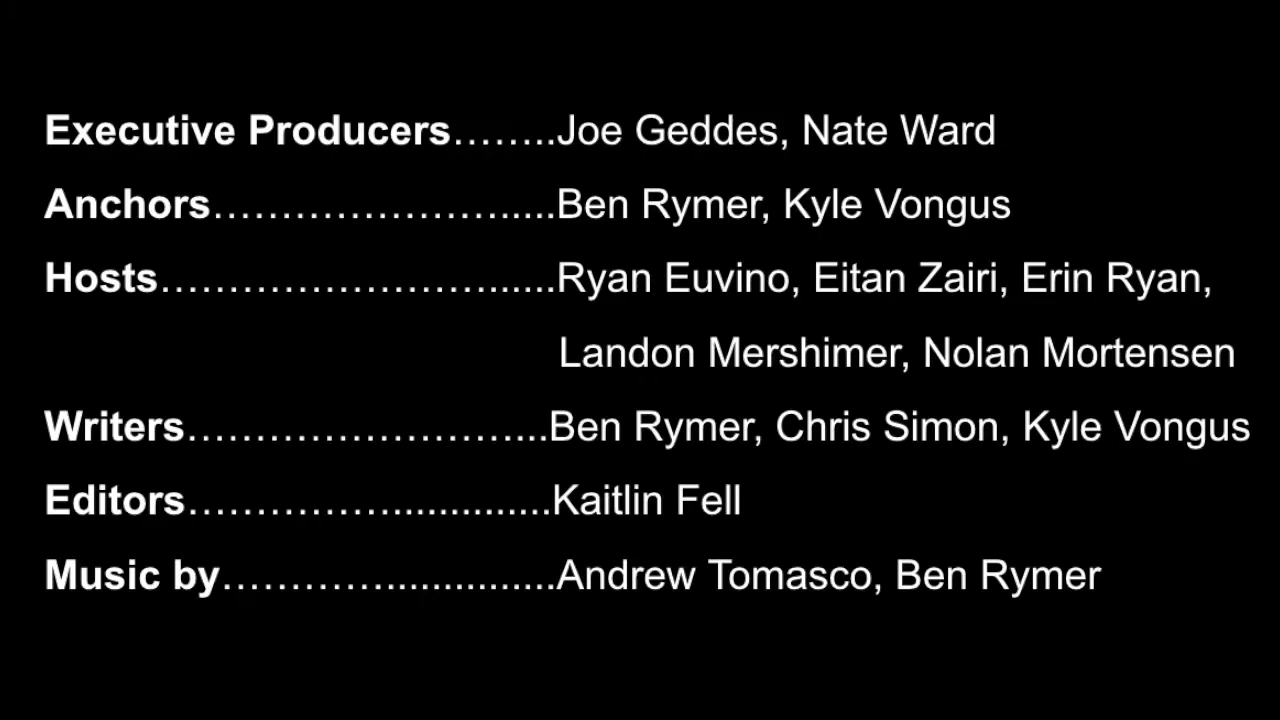 Executive Producers……..Joe Geddes, Nate Ward
Anchors………………….....Ben Rymer, Kyle Vongus
Hosts……………………......Ryan Euvino, Eitan Zairi, Erin Ryan,
Landon Mershimer, Nolan Mortensen
Writers……………………...Ben Rymer, Chris Simon, Kyle Vongus
Editors……………..............Kaitlin Fell
Music by…………...............Andrew Tomasco, Ben Rymer